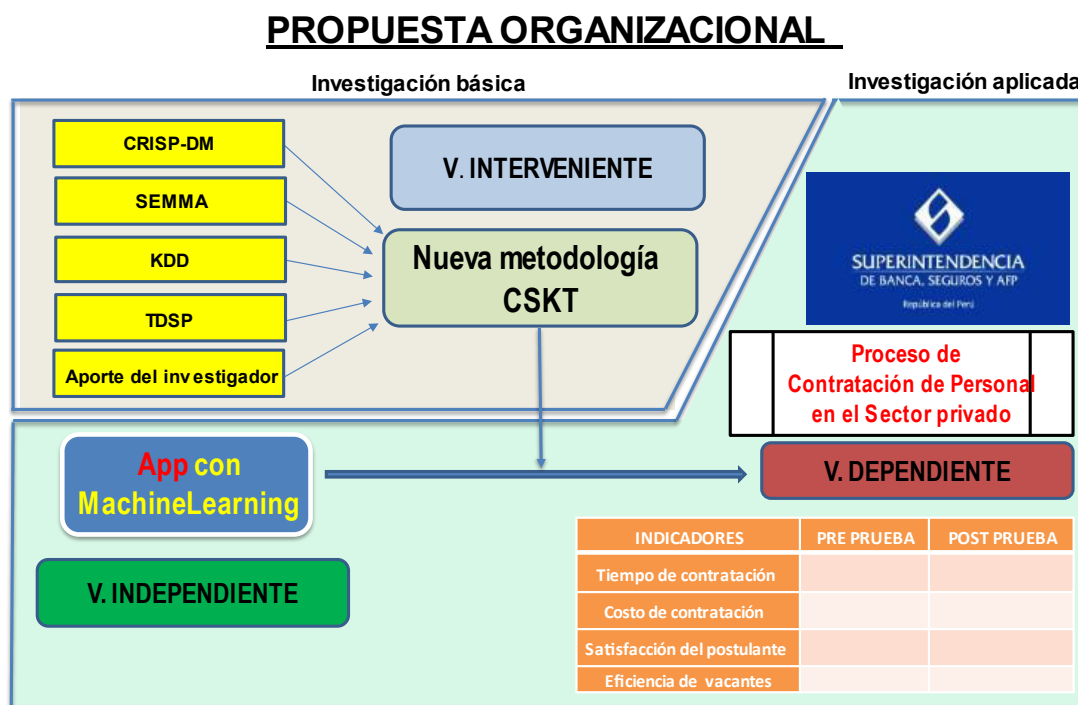 PROPUESTA ORGANIZACIONAL
Investigación básica
Investigación aplicada
CRISP-DM
SEMMA
KDD
TDSP
Aporte del investigador
V. INTERVENIENTE
Nueva metodología
CSKT
SUPERINTENDENCIA
DE BANCA, SEGUROS Y AFP
República del Perú
Proceso de
Contratación de Personal
en el Sector privado
App con
MachineLearning
V. DEPENDIENTE
V. INDEPENDIENTE
INDICADORES PRE PRUEBA POST PRUEBA
Tiempo de contratación
Costo de contratación
Satisfacción del postulante
Eficiencia de vacantes